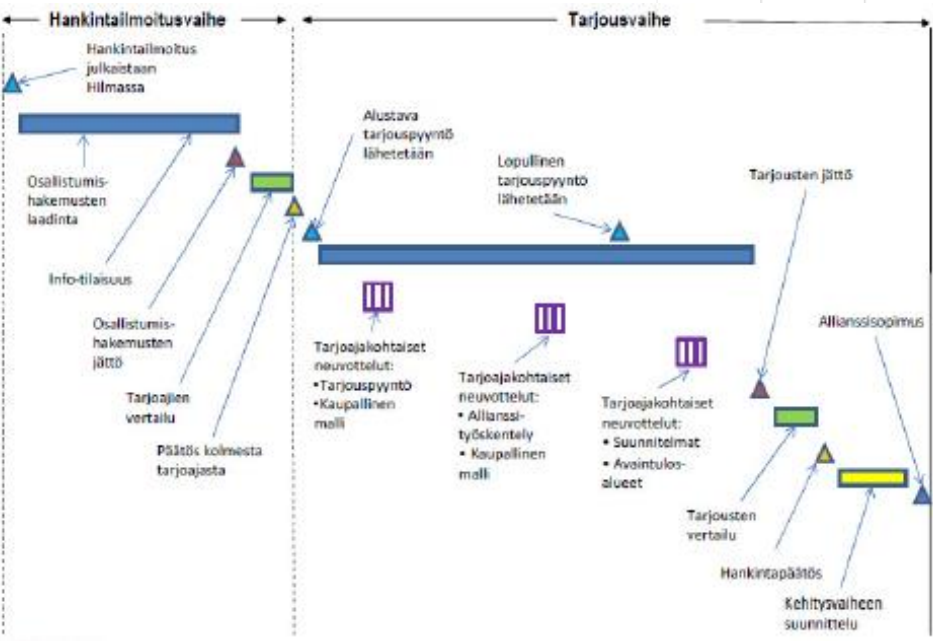 Hankintailmoitusvaihe
Tarjousvaihe
Hankintailmoitus
julkaistaan
Hilmassa
Osallistumis-
hakemusten
laadinta
Info-tilaisuus
Osallistumis-
hakemusten
jättö
Tarjoajien
vertailu
Päätös kolmesta
tarjoajasta
Alustava
tarjouspyyntö
lähetetään
Lopullinen
tarjouspyyntö
lähetetään
Tarjousten jättö
Tarjoajakohtaiset
neuvottelut:
•Tarjouspyyntö
•Kaupallinen
malli
Tarjoajakohtaiset
neuvottelut:
• Allianssi-
työskentely
• Kaupallinen
malli
Tarjoajakohtaiset
neuvottelut:
• Suunnitelmat
• Avaintulos-
alueet
Allianssisopimus
Tarjousten
vertailu
Hankintapäätös
Kehitysvaiheen
suunnittelu